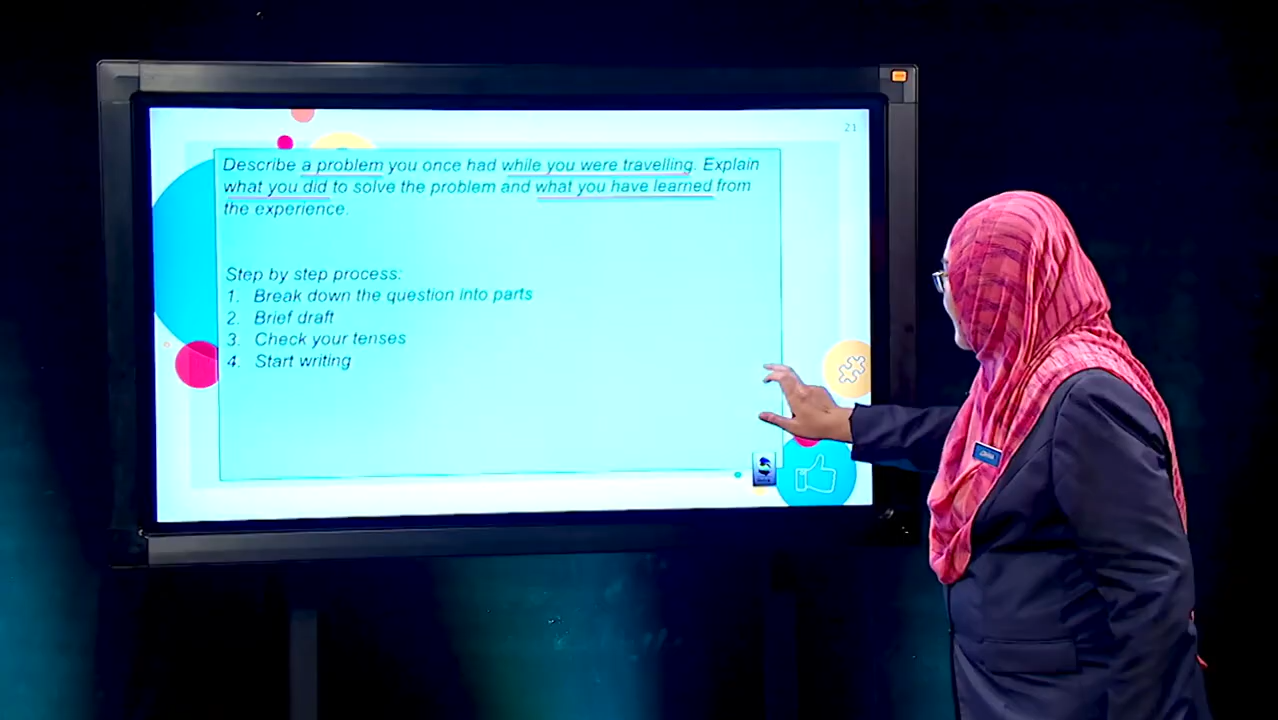 21
Describe a problem you once had while you were travelling. Explain
what you did to solve the problem and what you have learned from
the experience.
Step by step process:
1. Break down the question into parts
2. Brief draft
3. Check your tenses
4. Start writing